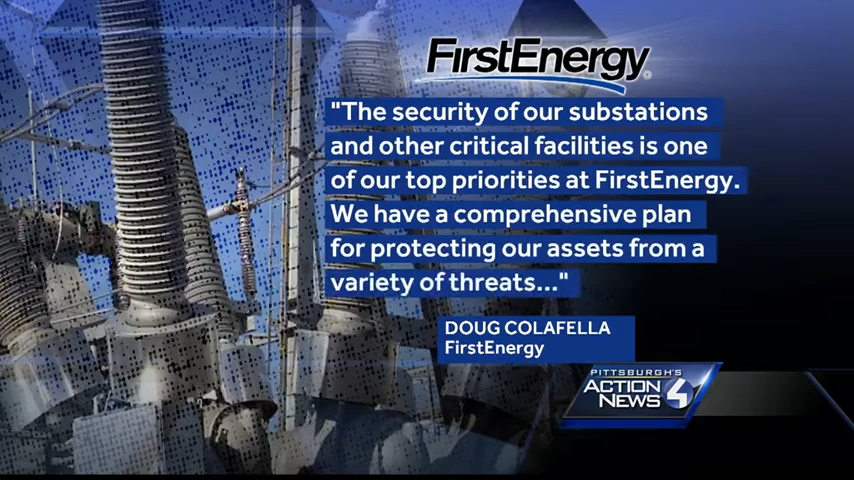 FIRSTENERGY
"The security of our substations
and other critical facilities is one
of our top priorities at FirstEnergy.
We have a comprehensive plan
for protecting our assets from a
variety of threats..."
DOUG COLAFELLA
FirstEnergy
PITTSBURGH'S
ACTION
NEWS 4